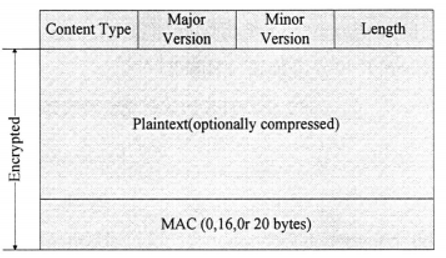 Content Type
Major
Version
Minor
Version
Length
Encrypted
Plaintext(optionally compressed)
MAC (0,16,0r 20 bytes)